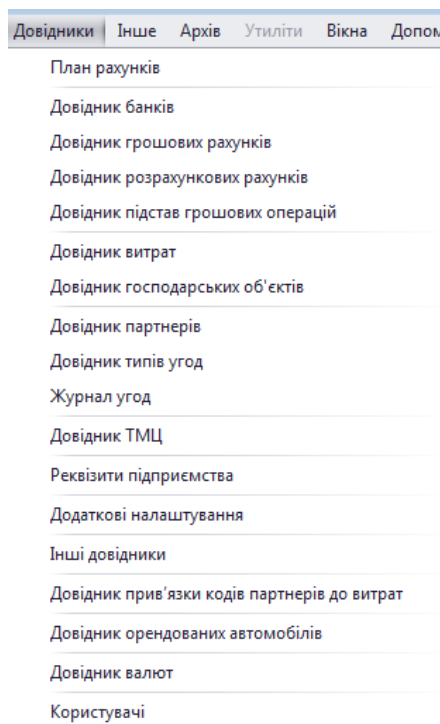 Довідники Інше Архів Утиліти Вікна
План рахунків
Довідник банків
Довідник грошових рахунків
Довідник розрахункових рахунків
Довідник підстав грошових операцій
Довідник витрат
Довідник господарських об'єктів
Довідник партнерів
Довідник типів угод
Журнал угод
Довідник ТМЦ
Реквізити підприємства
Додаткові налаштування
Інші довідники
Довідник прив'язки кодів партнерів до витрат
Довідник орендованих автомобілів
Довідник валют
Користувачі